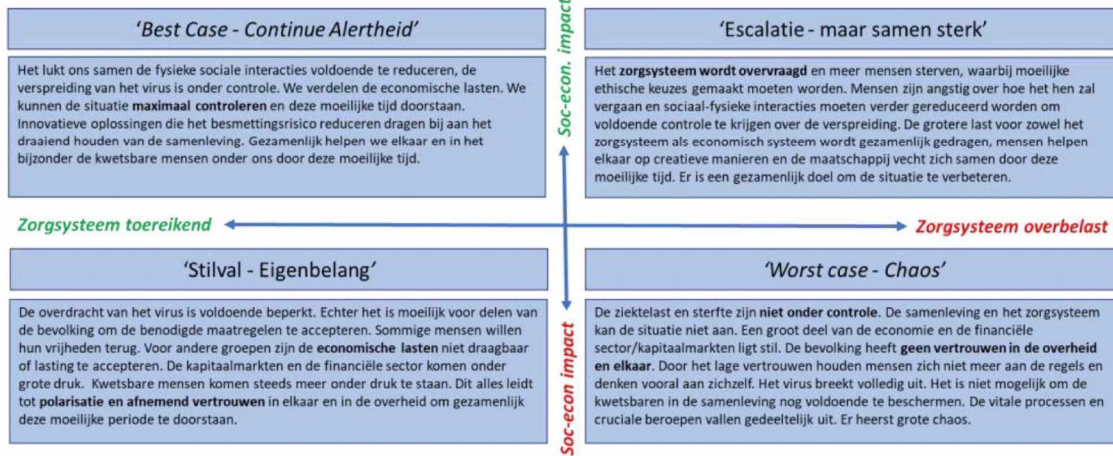 ‘Best Case - Continue Alertheid’
Het lukt ons samen de fysieke sociale interacties voldoende te reduceren, de
verspreiding van het virus is onder controle. We verdelen de economische lasten. We
kunnen de situatie maximaal controleren en deze moeilijke tijd doorstaan.
Innovatieve oplossingen die het besmettingsrisico reduceren dragen bij aan het
draaiend houden van de samenleving. Gezamenlijk helpen we elkaar en in het
bijzonder de kwetsbare mensen onder ons door deze moeilijke tijd.
Soc-econ. impact
‘Escalatie - maar samen sterk’
Het zorgsysteem wordt overvraagd en meer mensen sterven, waarbij moeilijke
ethische keuzes gemaakt moeten worden. Mensen zijn angstig over hoe het hen zal
vergaan en sociaal-fysieke interacties moeten verder gereduceerd worden om
voldoende controle te krijgen over de verspreiding. De grotere last voor zowel het
zorgsysteem als economisch systeem wordt gezamenlijk gedragen, mensen helpen
elkaar op creatieve manieren en de maatschappij vecht zich samen door deze
moeilijke tijd. Er is een gezamenlijk doel om de situatie te verbeteren.
Zorgsysteem toereikend
Zorgsysteem overbelast
‘Stilval - Eigenbelang’
De overdracht van het virus is voldoende beperkt. Echter het is moeilijk voor delen van
de bevolking om de benodigde maatregelen te accepteren. Sommige mensen willen
hun vrijheden terug. Voor andere groepen zijn de economische lasten niet draagbaar
of lasting te accepteren. De kapitaalmarkten en de financiële sector komen onder
grote druk. Kwetsbare mensen komen steeds meer onder druk te staan. Dit alles leidt
tot polarisatie en afnemend vertrouwen in elkaar en in de overheid om gezamenlijk
deze moeilijke periode te doorstaan.
Soc-econ impact
‘Worst case - Chaos’
De ziektelast en sterfte zijn niet onder controle. De samenleving en het zorgsysteem
kan de situatie niet aan. Een groot deel van de economie en de financiële
sector/kapitaalmarkten ligt stil. De bevolking heeft geen vertrouwen in de overheid
en elkaar. Door het lage vertrouwen houden mensen zich niet meer aan de regels en
denken vooral aan zichzelf. Het virus breekt volledig uit. Het is niet mogelijk om de
kwetsbaren in de samenleving nog voldoende te beschermen. De vitale processen en
cruciale beroepen vallen gedeeltelijk uit. Er heerst grote chaos.